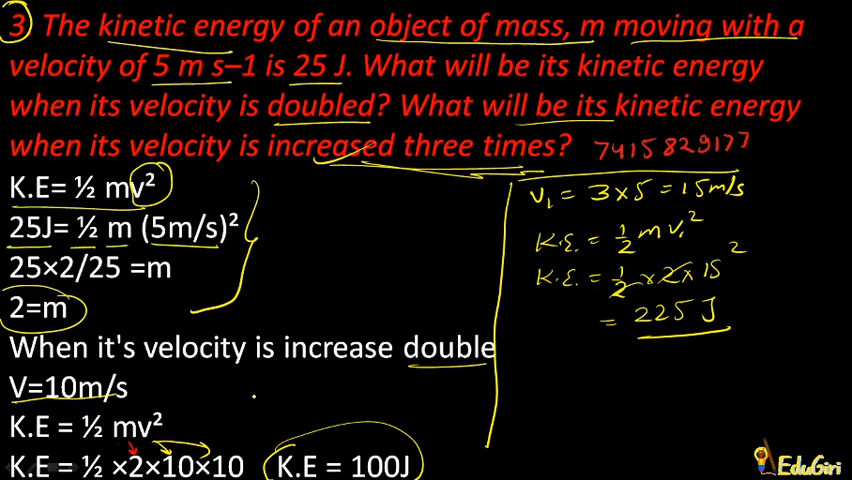 3) The kinetic energy of an object of mass, m moving with a
velocity of 5 m s–1 is 25 J. What will be its kinetic energy
when its velocity is doubled? What will be its kinetic energy
when its velocity is increased three times? 7415829177
K.E= ½ mv²
25J= ½ m (5m/s)²
25×2/25 =m
2=m
When it's velocity is increase double
V=10m/s
K.E = ½ mv²
K.E = ½ ×2×10×10 K.E = 100J
V₁ = 3×5 = 15m/s
K.E. = ½ m v₁²
K.E. = ½ × 2 × 15²
= 225 J
EduGiri